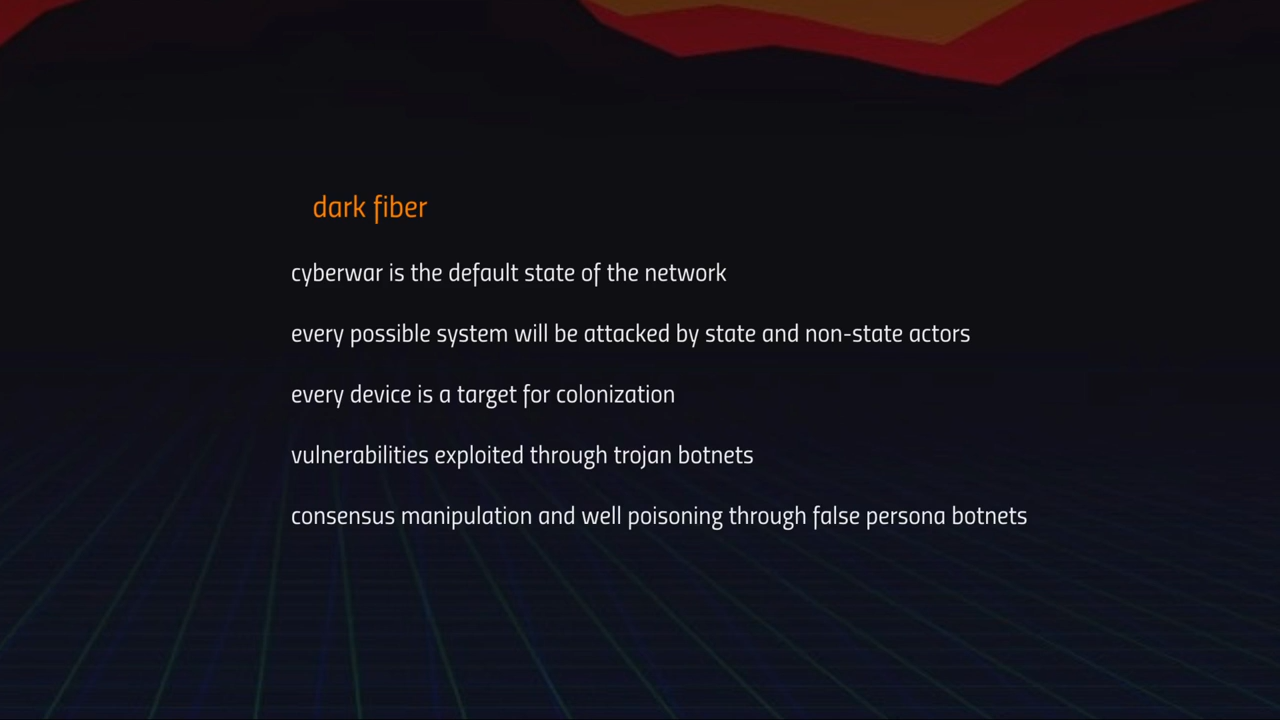 dark fiber
cyberwar is the default state of the network
every possible system will be attacked by state and non-state actors
every device is a target for colonization
vulnerabilities exploited through trojan botnets
consensus manipulation and well poisoning through false persona botnets